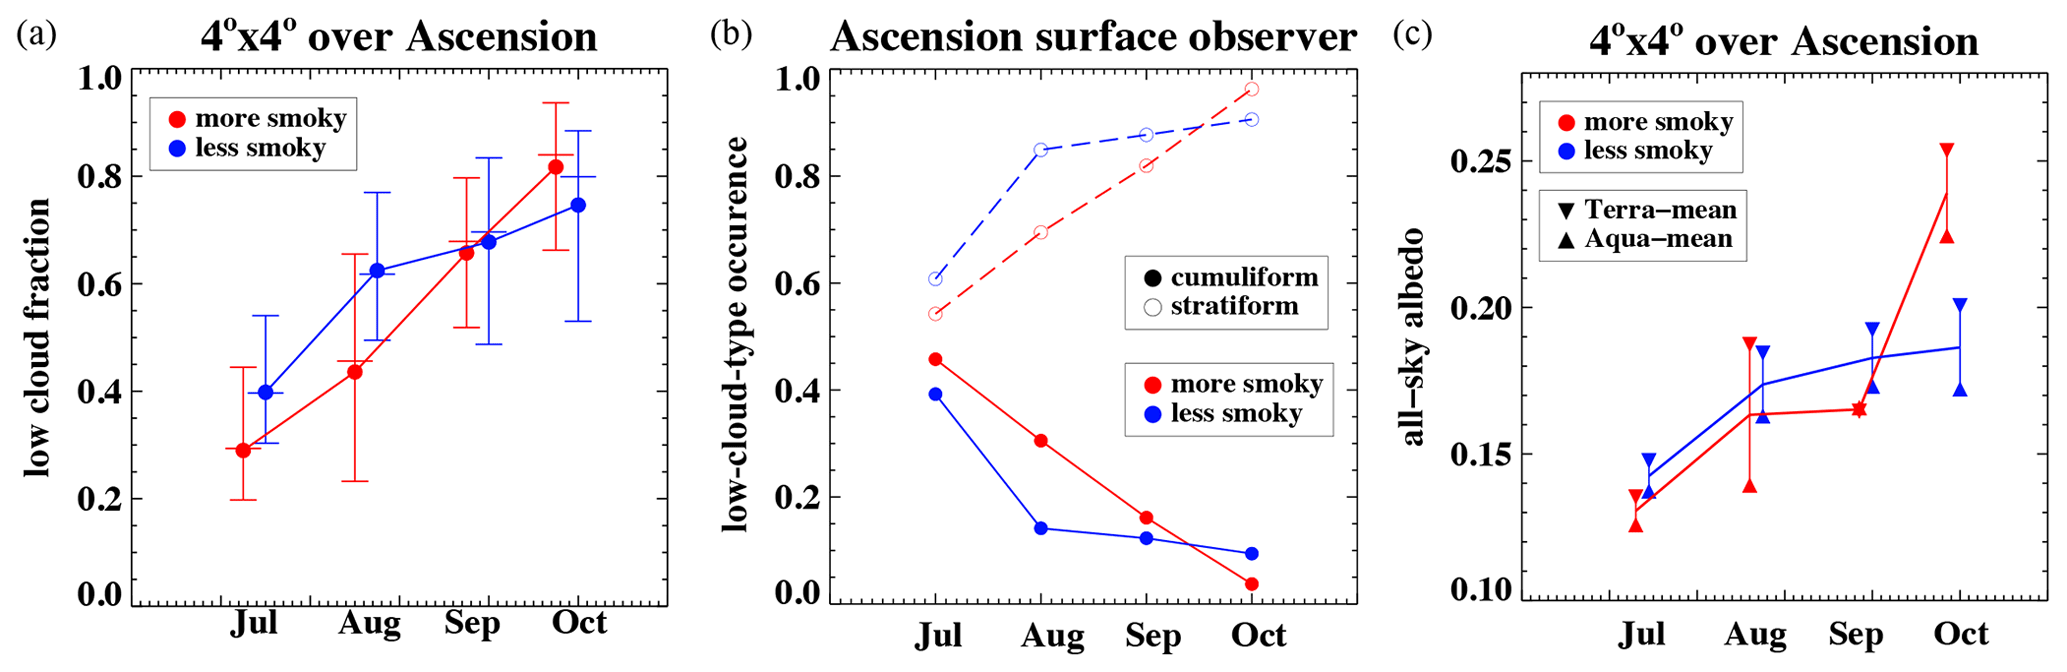 (a)
4ºx4º over Ascension
more smoky
less smoky
low cloud fraction
1.0
0.8
0.6
0.4
0.2
0.0
Jul
Aug
Sep
Oct
(b)
Ascension surface observer
low-cloud-type occurence
1.0
0.8
0.6
0.4
0.2
0.0
cumuliform
stratiform
more smoky
less smoky
Jul
Aug
Sep
Oct
(c)
4ºx4º over Ascension
more smoky
less smoky
Terra−mean
Aqua−mean
all−sky albedo
0.25
0.20
0.15
0.10
Jul
Aug
Sep
Oct